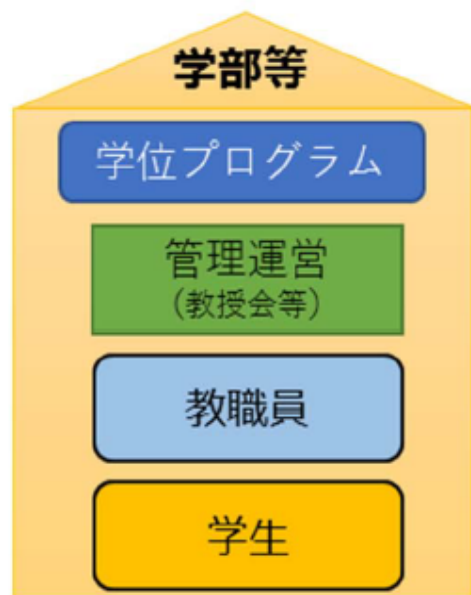 学部等
学位プログラム
管理運営
（教授会等）
教職員
学生